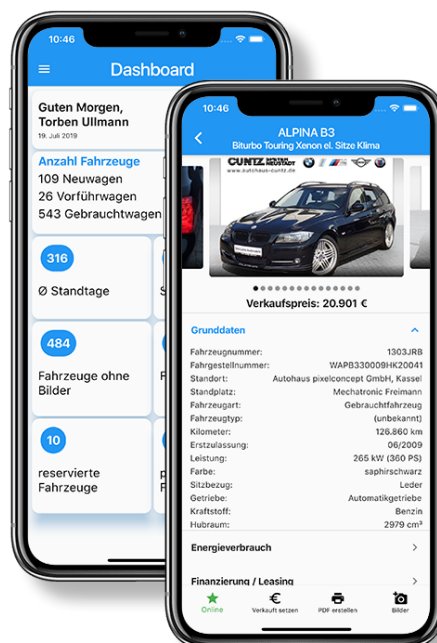 10:46
Dashboard
Guten Morgen,
Torben Ullmann
19. Juli 2019
Anzahl Fahrzeuge
109 Neuwagen
26 Vorführwagen
543 Gebrauchtwagen
316
Ø Standtage
484
Fahrzeuge ohne
Bilder
10
reservierte
Fahrzeuge
10:46
ALPINA B3
Biturbo Touring Xenon el. Sitze Klima
CUNTZ
NEUSTADT
www.autohaus-cuntz.de
Verkaufspreis: 20.901 €
Grunddaten
Fahrzeugnummer: 1303JRB
Fahrgestellnummer: WAPB330009HK20041
Standort: Autohaus pixelconcept GmbH, Kassel
Standplatz: Mechatronic Freimann
Fahrzeugart: Gebrauchtfahrzeug
Fahrzeugtyp: (unbekannt)
Kilometer: 126.860 km
Erstzulassung: 06/2009
Leistung: 265 kW (360 PS)
Farbe: saphirschwarz
Sitzbezug: Leder
Getriebe: Automatikgetriebe
Kraftstoff: Benzin
Hubraum: 2979 cm³
Energieverbrauch
Finanzierung / Leasing
Online
Verkauft setzen
PDF erstellen
Bilder